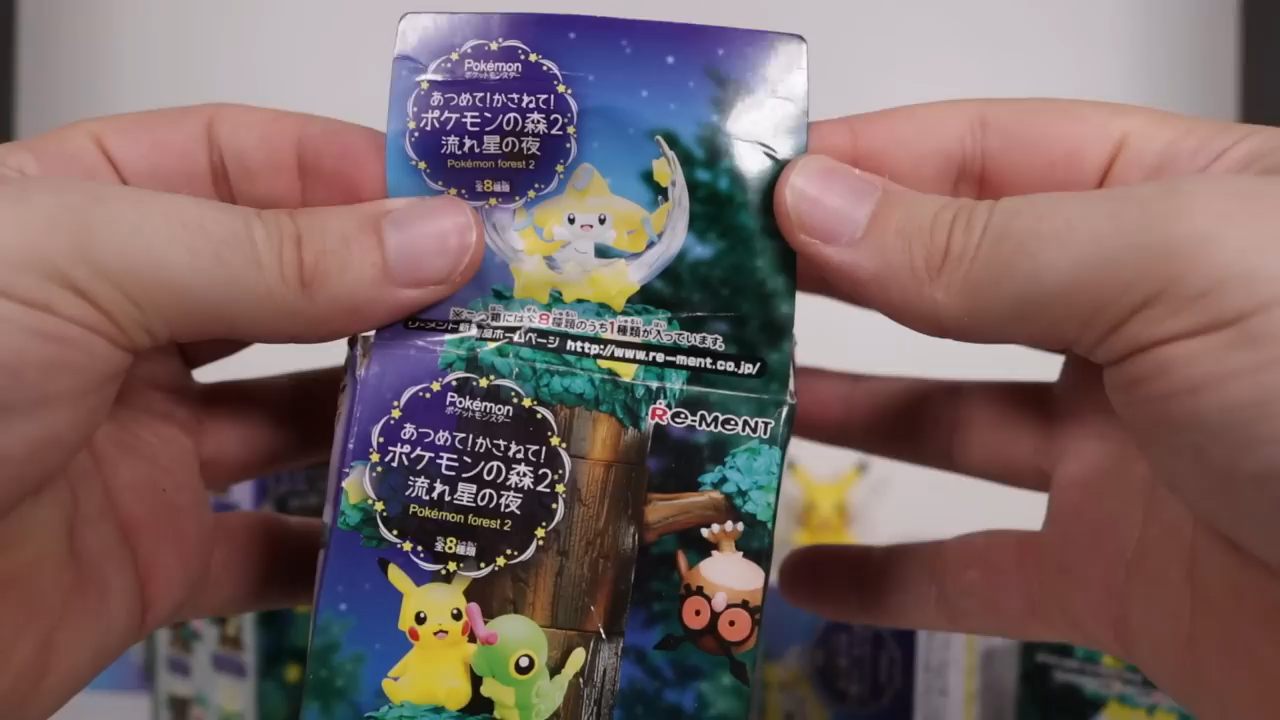 Pokémon
ポケットモンスター
あつめて!かさねて!
ポケモンの森2
流れ星の夜
Pokémon forest 2
全8種類
※この箱には全8種類のうち1種類が入っています。
ホームページ http://www.re-ment.co.jp/
Re-MeNT
Pokémon
ポケットモンスター
あつめて!かさねて!
ポケモンの森2
流れ星の夜
Pokémon forest 2
全8種類